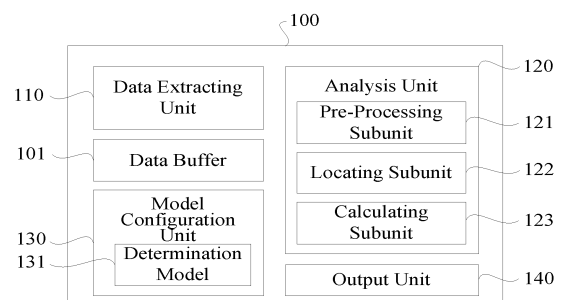 100
110
Data Extracting
Unit
101
Data Buffer
130
Model
Configuration
Unit
131
Determination
Model
120
Analysis Unit
121
Pre-Processing
Subunit
122
Locating Subunit
123
Calculating
Subunit
140
Output Unit